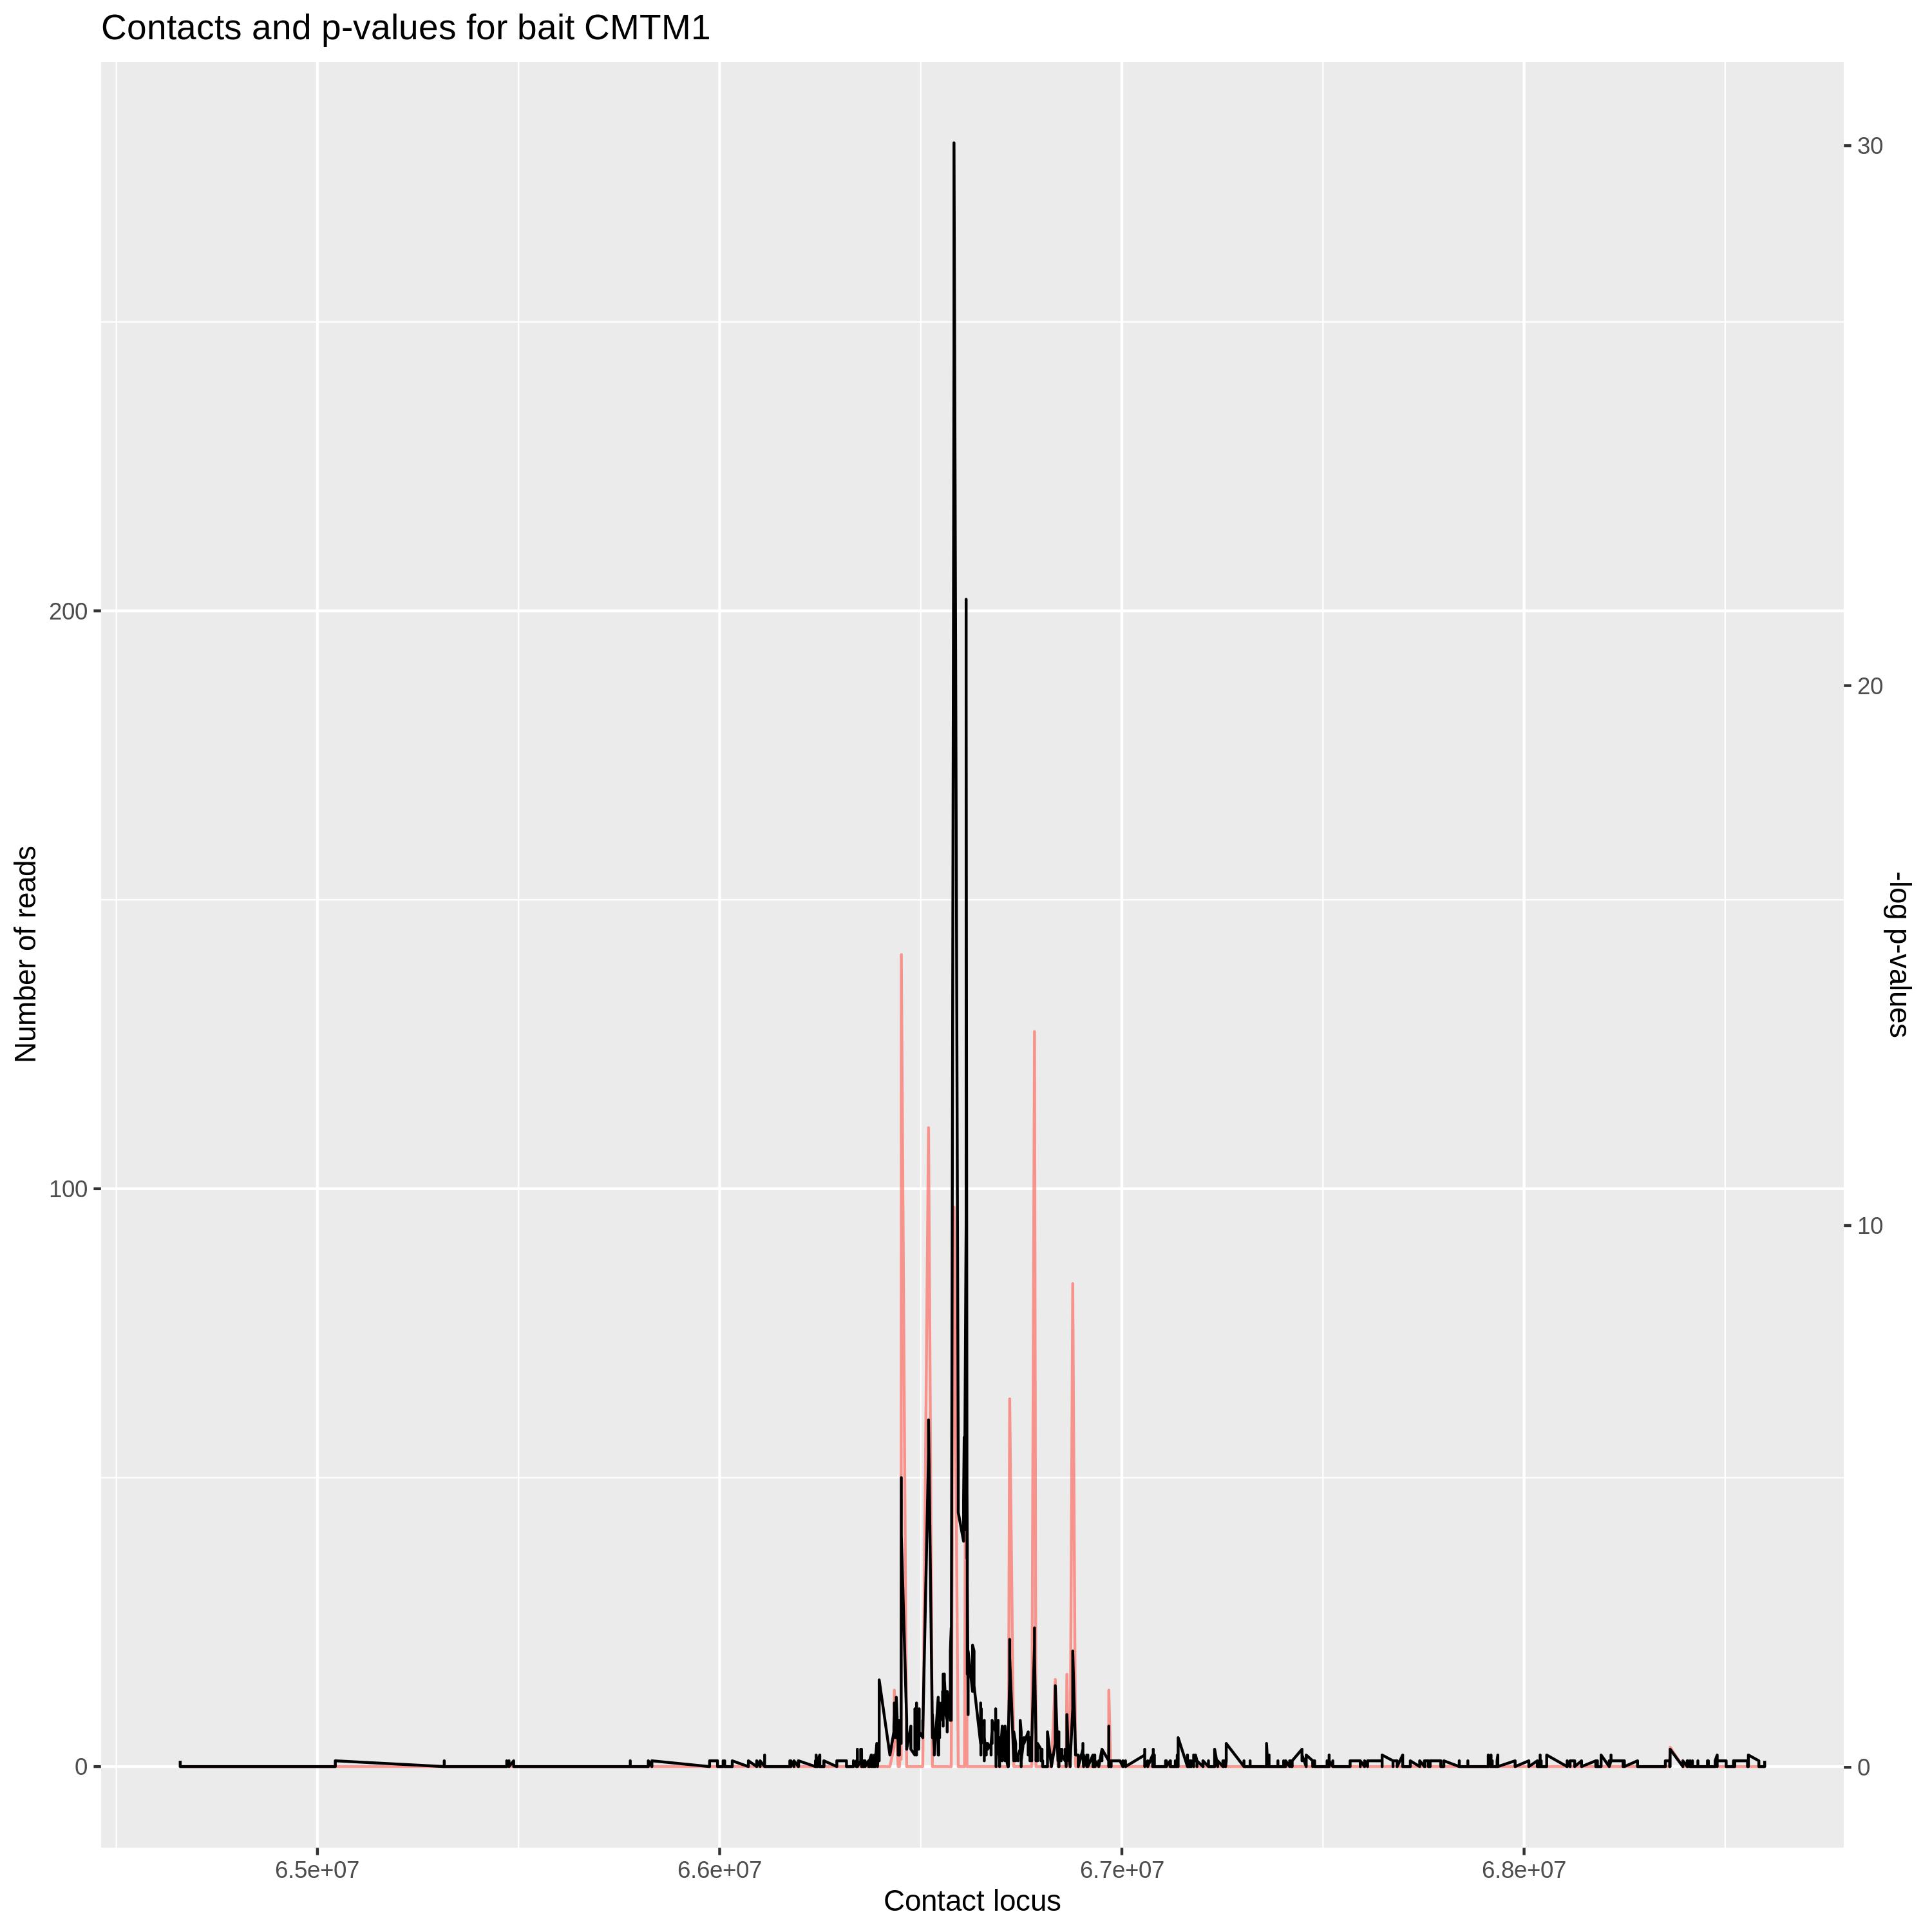 Contacts and p-values for bait CMTM1
Number of reads
200
100
0
30
20
10
0
-log p-values
6.5e+07
6.6e+07
6.7e+07
6.8e+07
Contact locus